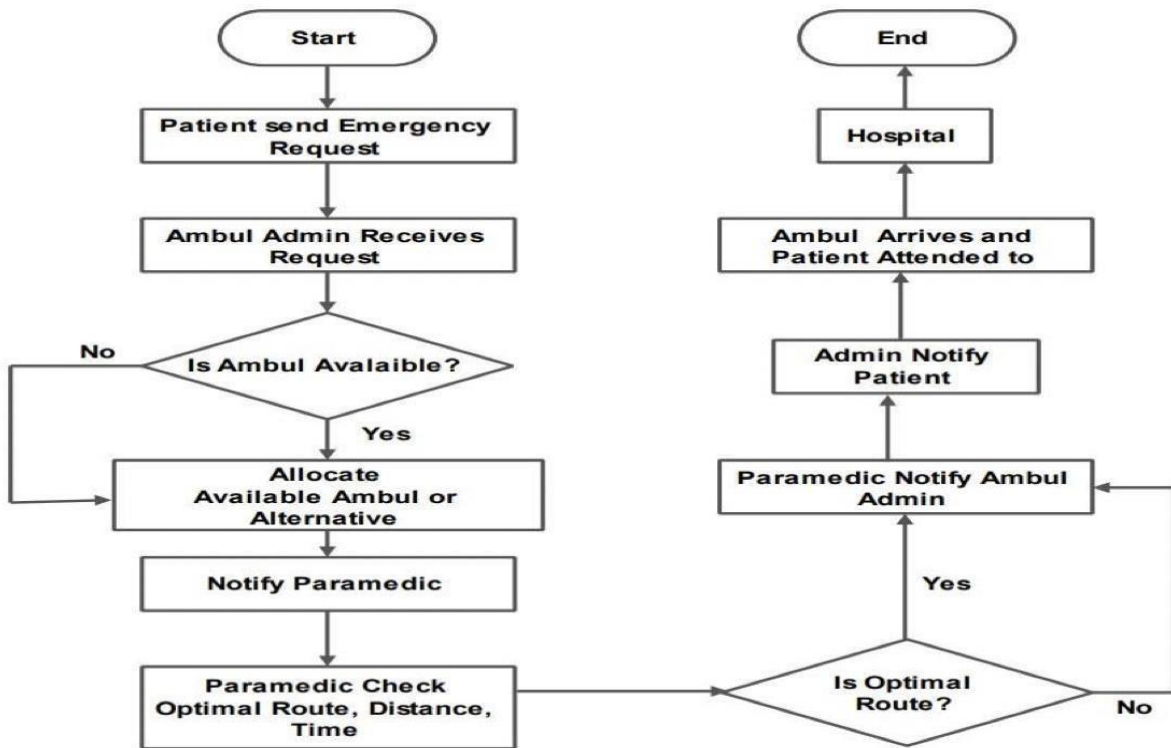 Start
Patient send Emergency
Request
Ambul Admin Receives
Request
Is Ambul Avalaible?
No
Yes
Allocate
Available Ambul or
Alternative
Notify Paramedic
Paramedic Check
Optimal Route, Distance,
Time
Is Optimal
Route?
No
Yes
Paramedic Notify Ambul
Admin
Admin Notify
Patient
Ambul Arrives and
Patient Attended to
Hospital
End